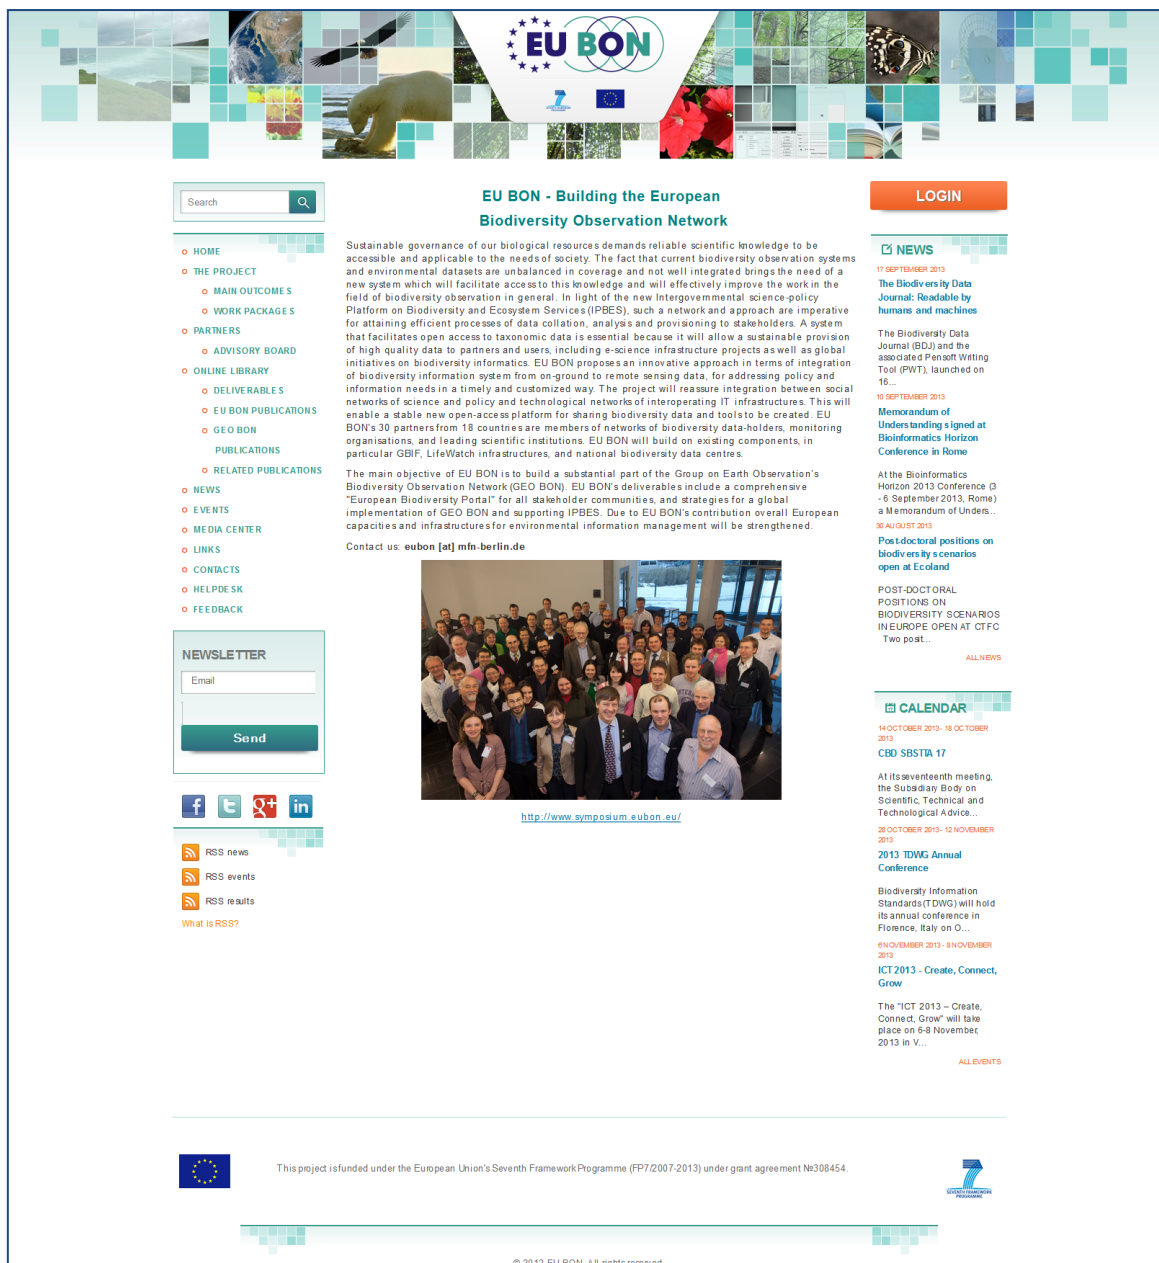 EU BON
SEVENTH FRAMEWORK
PROGRAMME
Search
HOME
THE PROJECT
MAIN OUTCOMES
WORK PACKAGES
PARTNERS
ADVISORY BOARD
ONLINE LIBRARY
DELIVERABLES
EU BON PUBLICATIONS
GEO BON
PUBLICATIONS
RELATED PUBLICATIONS
NEWS
EVENTS
MEDIA CENTER
LINKS
CONTACTS
HELPDESK
FEEDBACK
NEWSLETTER
Email
Send
RSS news
RSS events
RSS results
What is RSS?
EU BON - Building the European
Biodiversity Observation Network
Sustainable governance of our biological resources demands reliable scientific knowledge to be
accessible and applicable to the needs of society. The fact that current biodiversity observation systems
and environmental datasets are unbalanced in coverage and not well integrated brings the need of a
new system which will facilitate access to this knowledge and will effectively improve the work in the
field of biodiversity observation in general. In light of the new Intergovernmental science-policy
Platform on Biodiversity and Ecosystem Services (IPBES), such a network and approach are imperative
for attaining efficient processes of data collation, analysis and provisioning to stakeholders. A system
that facilitates open access to taxonomic data is essential because it will allow a sustainable provision
of high quality data to partners and users, including e-science infrastructure projects as well as global
initiatives on biodiversity informatics. EU BON proposes an innovative approach in terms of integration
of biodiversity information system from on-ground to remote sensing data, for addressing policy and
information needs in a timely and customized way. The project will reassure integration between social
networks of science and policy and technological networks of interoperating IT infrastructures. This will
enable a stable new open-access platform for sharing biodiversity data and tools to be created. EU
BON's 30 partners from 18 countries are members of networks of biodiversity data-holders, monitoring
organisations, and leading scientific institutions. EU BON will build on existing components, in
particular GBIF, LifeWatch infrastructures, and national biodiversity data centres.
The main objective of EU BON is to build a substantial part of the Group on Earth Observation's
Biodiversity Observation Network (GEO BON). EU BON's deliverables include a comprehensive
"European Biodiversity Portal" for all stakeholder communities, and strategies for a global
implementation of GEO BON and supporting IPBES. Due to EU BON's contribution overall European
capacities and infrastructures for environmental information management will be strengthened.
Contact us: eubon [at] mfn-berlin.de
http://www.symposium.eubon.eu/
LOGIN
NEWS
17 SEPTEMBER 2013
The Biodiversity Data
Journal: Readable by
humans and machines
The Biodiversity Data
Journal (BDJ) and the
associated Pensoft Writing
Tool (PWT), launched on
16...
10 SEPTEMBER 2013
Memorandum of
Understanding signed at
Bioinformatics Horizon
Conference in Rome
At the Bioinformatics
Horizon 2013 Conference (3
- 6 September 2013, Rome)
a Memorandum of Unders...
30 AUGUST 2013
Post-doctoral positions on
biodiversity scenarios
open at Ecoland
POST-DOCTORAL
POSITIONS ON
BIODIVERSITY SCENARIOS
IN EUROPE OPEN AT CTFC
Two posit...
ALL NEWS
CALENDAR
14 OCTOBER 2013 - 18 OCTOBER
2013
CBD SBSTTA 17
At its seventeenth meeting,
the Subsidiary Body on
Scientific, Technical and
Technological Advice...
28 OCTOBER 2013 - 12 NOVEMBER
2013
2013 TDWG Annual
Conference
Biodiversity Information
Standards (TDWG) will hold
its annual conference in
Florence, Italy on O...
6 NOVEMBER 2013 - 8 NOVEMBER
2013
ICT 2013 - Create, Connect,
Grow
The "ICT 2013 – Create,
Connect, Grow" will take
place on 6-8 November,
2013 in V...
ALL EVENTS
This project is funded under the European Union's Seventh Framework Programme (FP7/2007-2013) under grant agreement №308454.
SEVENTH FRAMEWORK
PROGRAMME
© 2012 EU BON. All rights reserved